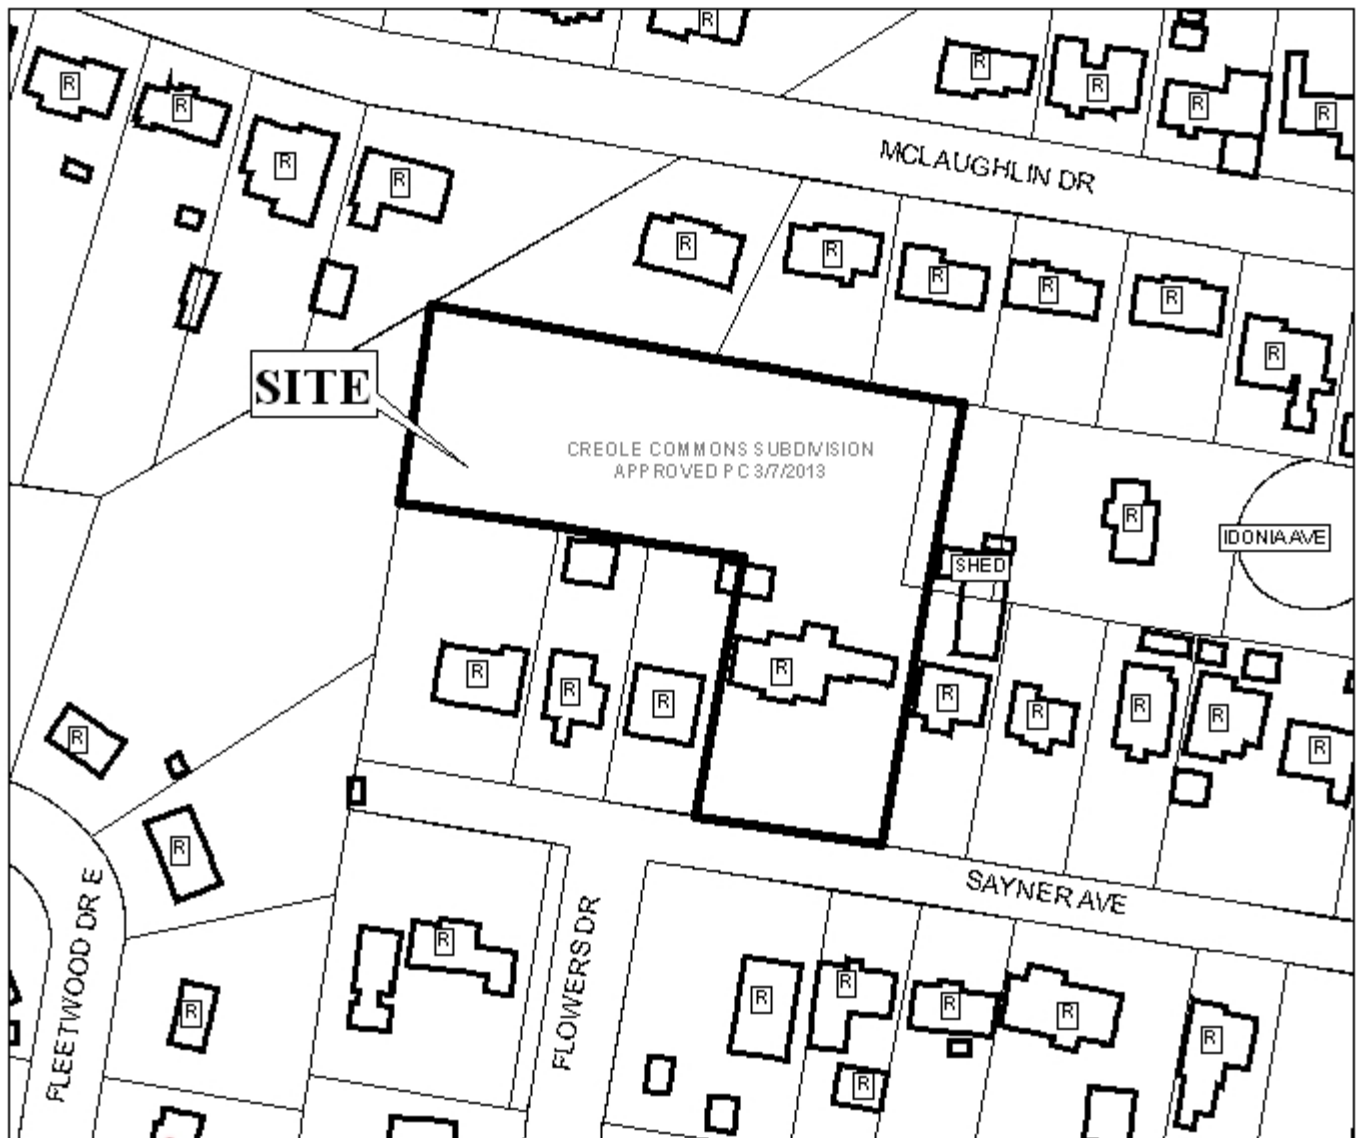 R
R
R
R
R
R
R
R
R
MCLAUGHLIN DR
R
R
R
R
R
R
SITE
CREOLE COMMONS SUBDIVISION
APPROVED PC 3/7/2013
R
IDONIA AVE
SHED
R
R
R
R
R
R
R
R
R
R
R
SAYNER AVE
FLEETWOOD DR E
FLOWERS DR
R
R
R
R
R
R
R
R